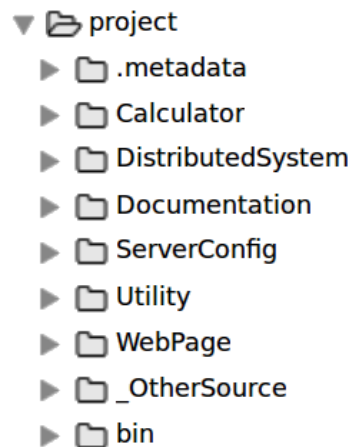 project
.metadata
Calculator
DistributedSystem
Documentation
ServerConfig
Utility
WebPage
_OtherSource
bin